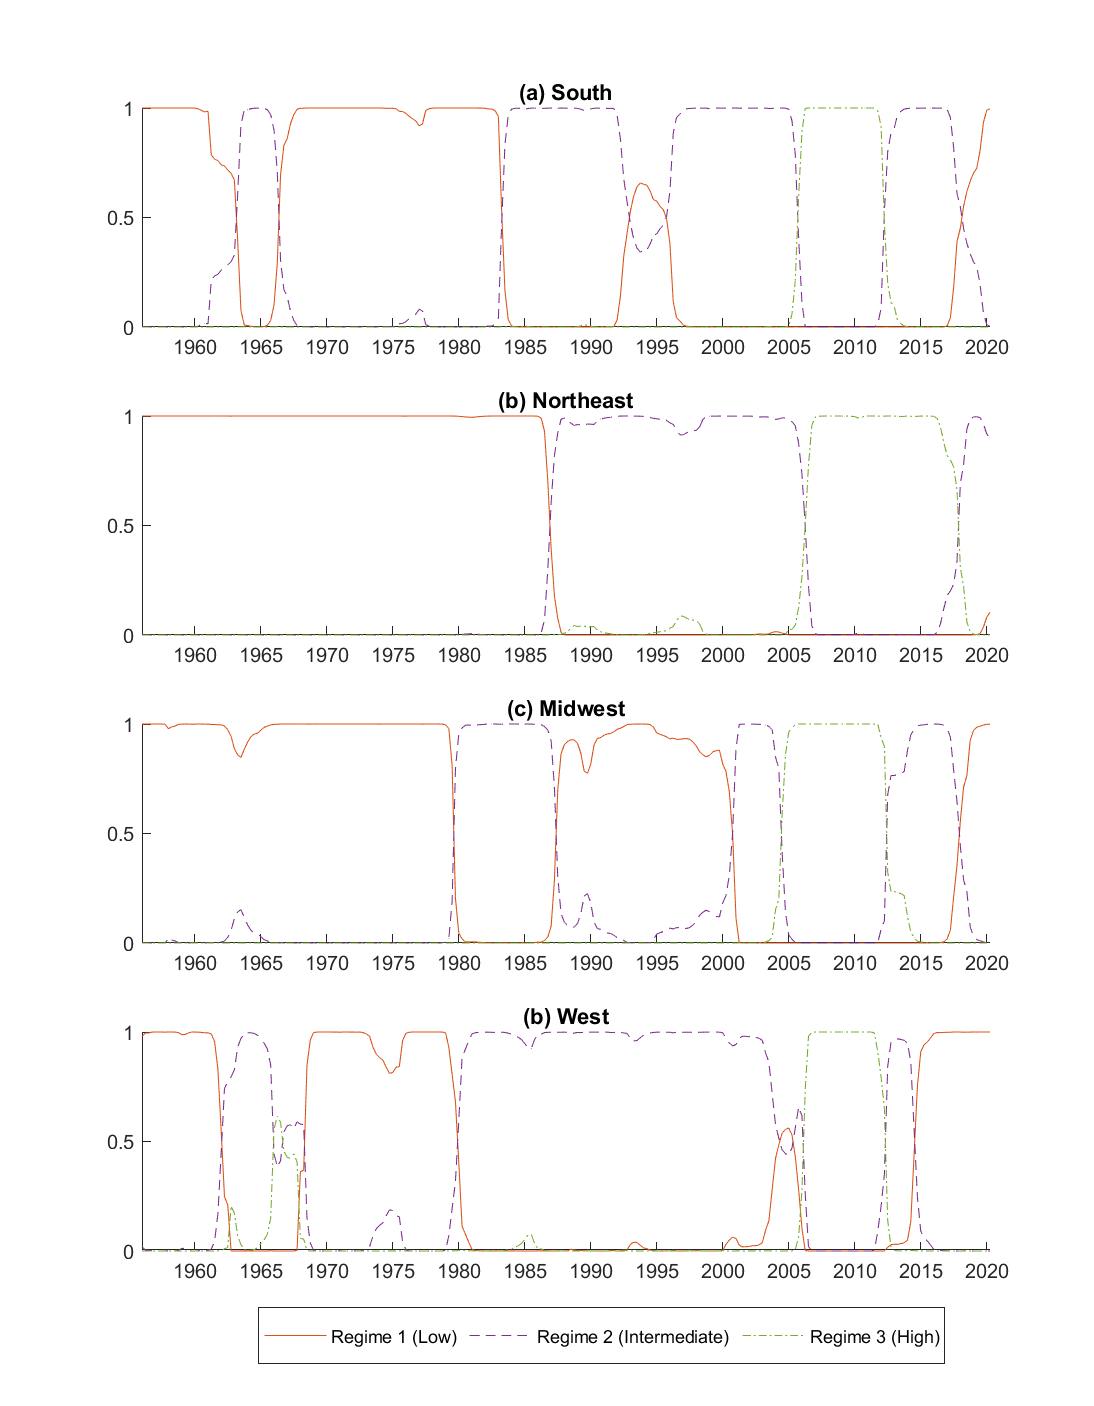 (a) South
1
0.5
0
1960 1965 1970 1975 1980 1985 1990 1995 2000 2005 2010 2015 2020
(b) Northeast
1
0.5
0
1960 1965 1970 1975 1980 1985 1990 1995 2000 2005 2010 2015 2020
(c) Midwest
1
0.5
0
1960 1965 1970 1975 1980 1985 1990 1995 2000 2005 2010 2015 2020
(b) West
1
0.5
0
1960 1965 1970 1975 1980 1985 1990 1995 2000 2005 2010 2015 2020
Regime 1 (Low) Regime 2 (Intermediate) Regime 3 (High)